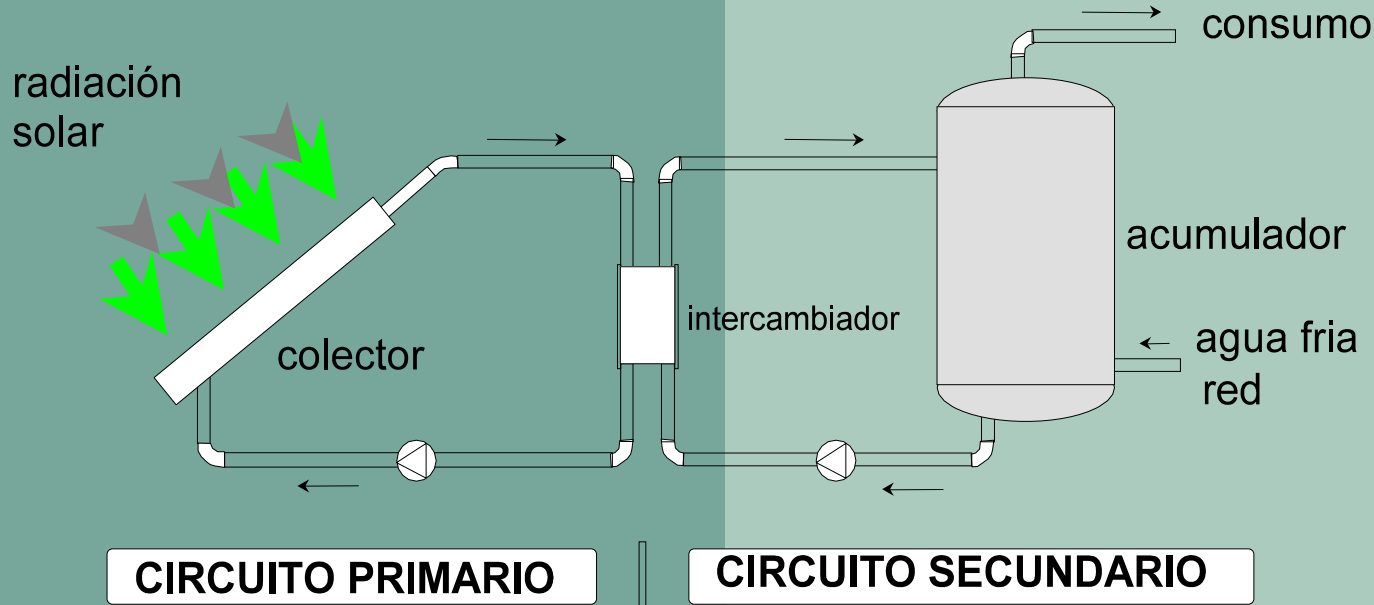 consumo
radiación
solar
acumulador
intercambiador
agua fria
red
colector
CIRCUITO PRIMARIO
CIRCUITO SECUNDARIO